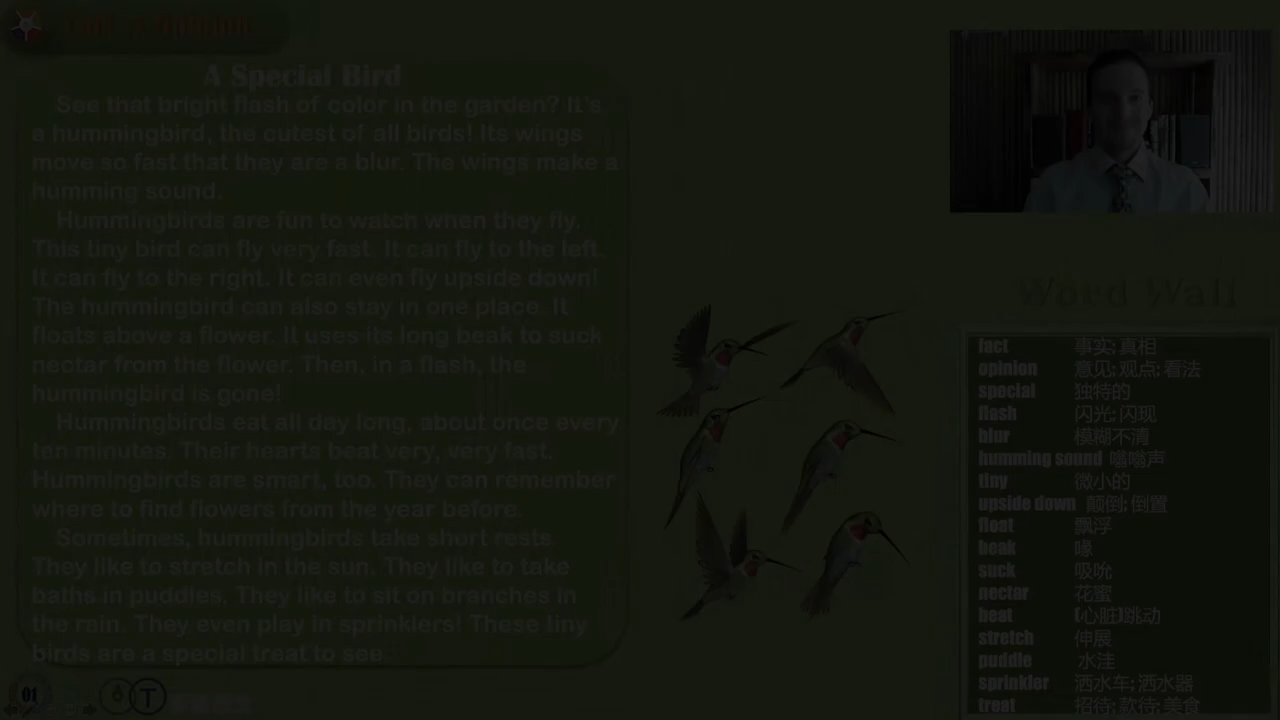 Fact or Opinion
A Special Bird
See that bright flash of color in the garden? It's
a hummingbird, the cutest of all birds! Its wings
move so fast that they are a blur. The wings make a
humming sound.
Hummingbirds are fun to watch when they fly.
This tiny bird can fly very fast. It can fly to the left.
It can fly to the right. It can even fly upside down!
The hummingbird can also stay in one place. It
floats above a flower. It uses its long beak to suck
nectar from the flower. Then, in a flash, the
hummingbird is gone!
Hummingbirds eat all day long, about once every
ten minutes. Their hearts beat very, very fast.
Hummingbirds are smart, too. They can remember
where to find flowers from the year before.
Sometimes, hummingbirds take short rests.
They like to stretch in the sun. They like to take
baths in puddles. They like to sit on branches in
the rain. They even play in sprinklers! These tiny
birds are a special treat to see.
Word Wall
fact 事实; 真相
opinion 意见; 观点; 看法
special 独特的
flash 闪光; 闪现
blur 模糊不清
humming sound 嗡嗡声
tiny 微小的
upside down 颠倒; 倒置
float 飘浮
beak 喙
suck 吸吮
nectar 花蜜
beat (心脏)跳动
stretch 伸展
puddle 水洼
sprinkler 洒水车; 洒水器
treat 招待; 款待; 美食
01
T